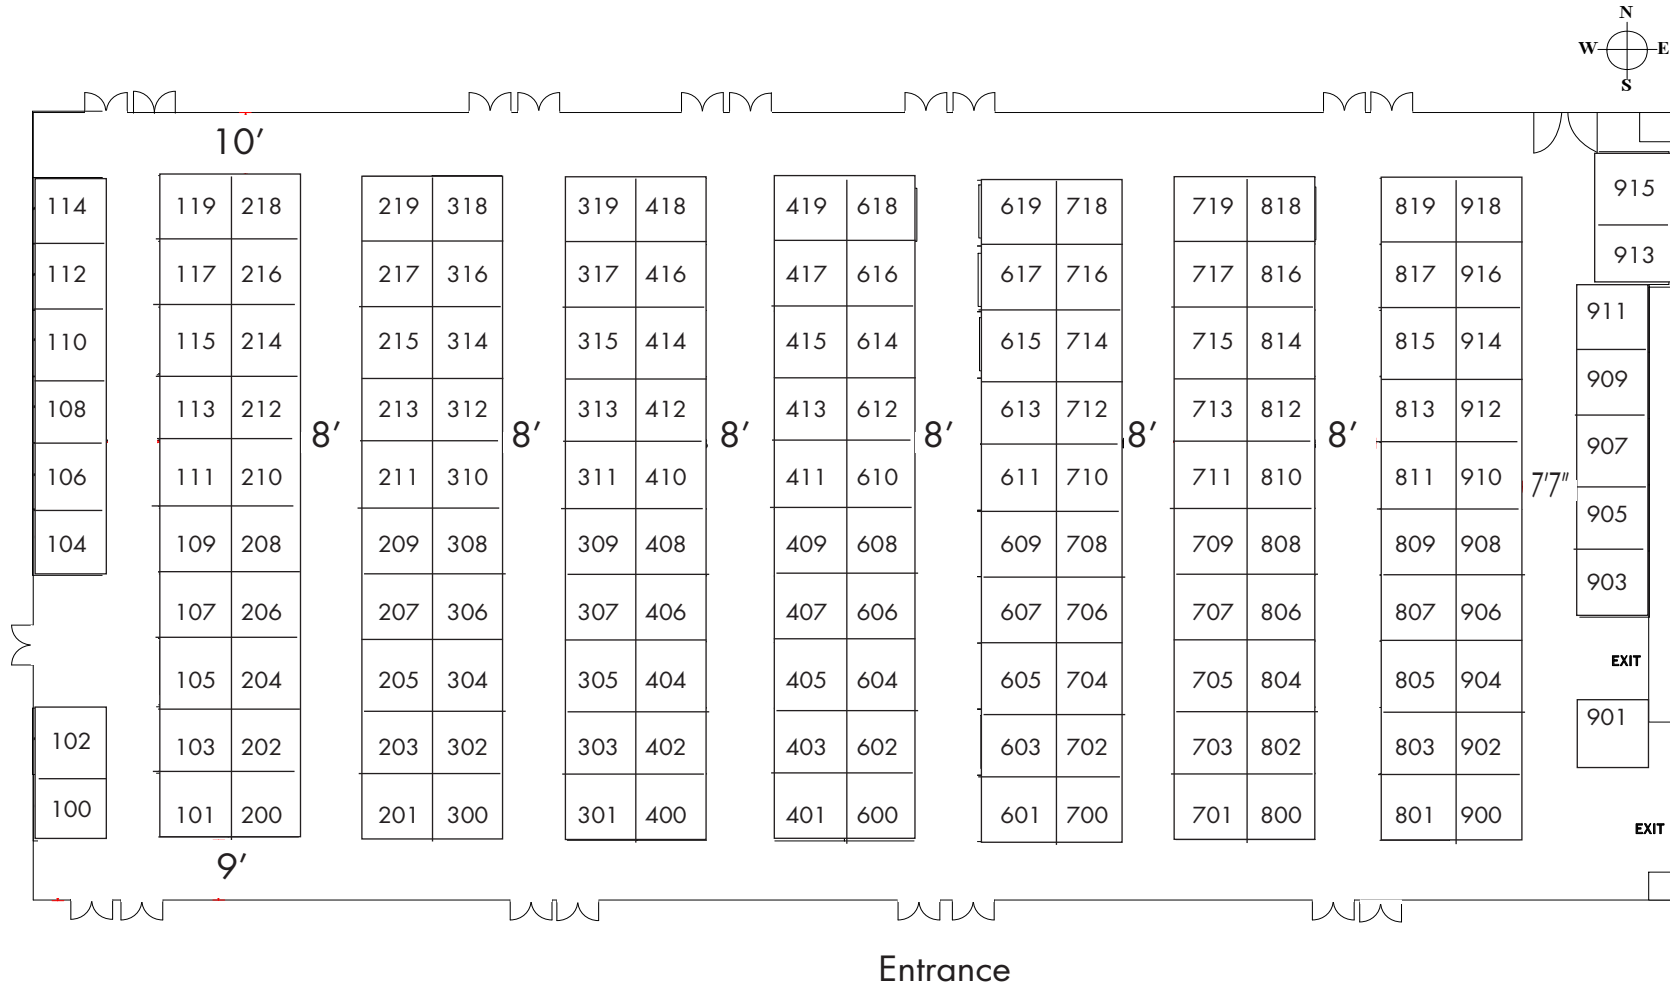 N
W E
S
10′
114 119 218 219 318 319 418 419 618 619 718 719 818 819 918 915
112 117 216 217 316 317 416 417 616 617 716 717 816 817 916 913
911
110 115 214 215 314 315 414 415 614 615 714 715 814 815 914
909
108 113 212 213 312 313 412 413 612 613 712 713 812 813 912
8′ 8′ 8′ 8′ 8′ 8′
907
106 111 210 211 310 311 410 411 610 611 710 711 810 811 910 7'7"
905
104 109 208 209 308 309 408 409 608 609 708 709 808 809 908
903
107 206 207 306 307 406 407 606 607 706 707 806 807 906
EXIT
105 204 205 304 305 404 405 604 605 704 705 804 805 904
901
102 103 202 203 302 303 402 403 602 603 702 703 802 803 902
100 101 200 201 300 301 400 401 600 601 700 701 800 801 900
EXIT
9′
Entrance